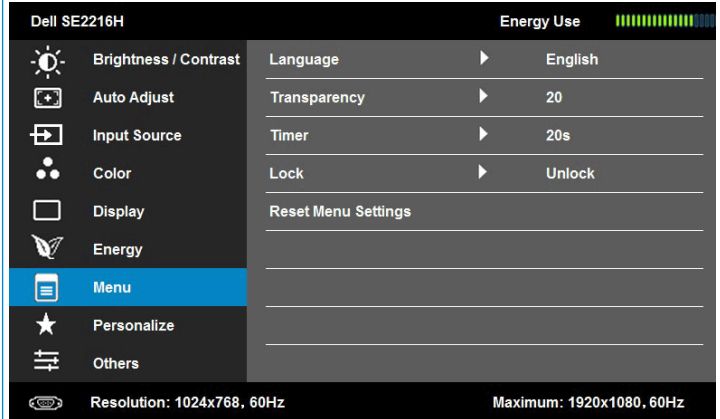 Dell SE2216H Energy Use
Brightness / Contrast Language English
Auto Adjust Transparency 20
Input Source Timer 20s
Color Lock Unlock
Display Reset Menu Settings
Energy
Menu
Personalize
Others
Resolution: 1024x768, 60Hz Maximum: 1920x1080, 60Hz